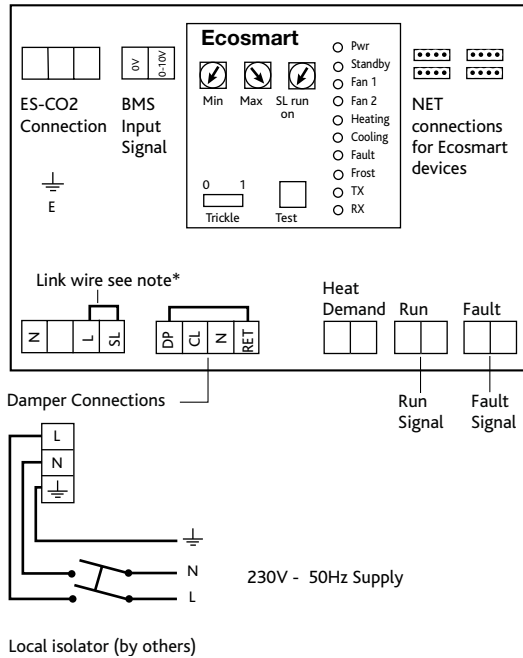 Ecosmart
Min
Max
SL run on
0 1
Trickle
Test
Pwr
Standby
Fan 1
Fan 2
Heating
Cooling
Fault
Frost
TX
RX
ES-CO2
Connection
0V
0-10V
BMS
Input
Signal
NET
connections
for Ecosmart
devices
E
Link wire see note*
N
L
SL
DP
CL
N
RET
Heat
Demand
Run
Fault
Damper Connections
Run
Signal
Fault
Signal
L
N
N
L
230V - 50Hz Supply
Local isolator (by others)